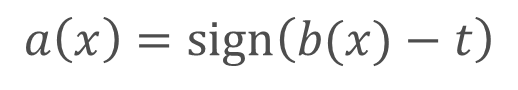 a(x) = sign(b(x) − t)